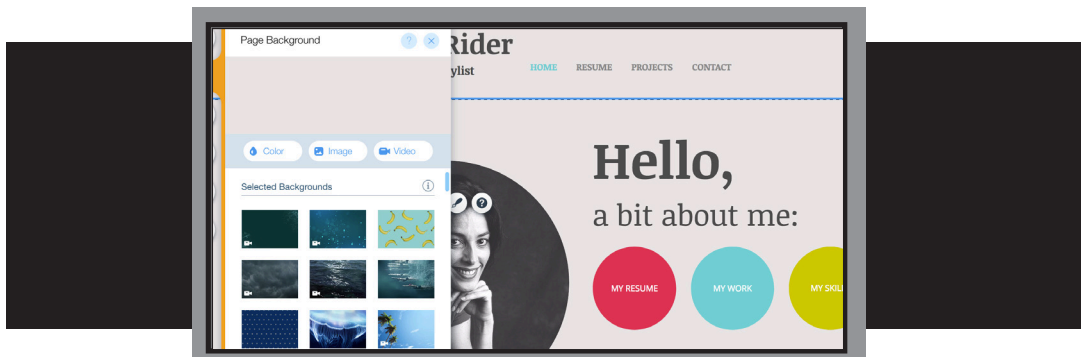 Page Background
?
Color
Image
Video
Selected Backgrounds
i
Rider
ylist
HOME
RESUME
PROJECTS
CONTACT
?
Hello,
a bit about me:
MY RESUME
MY WORK
MY SKILL